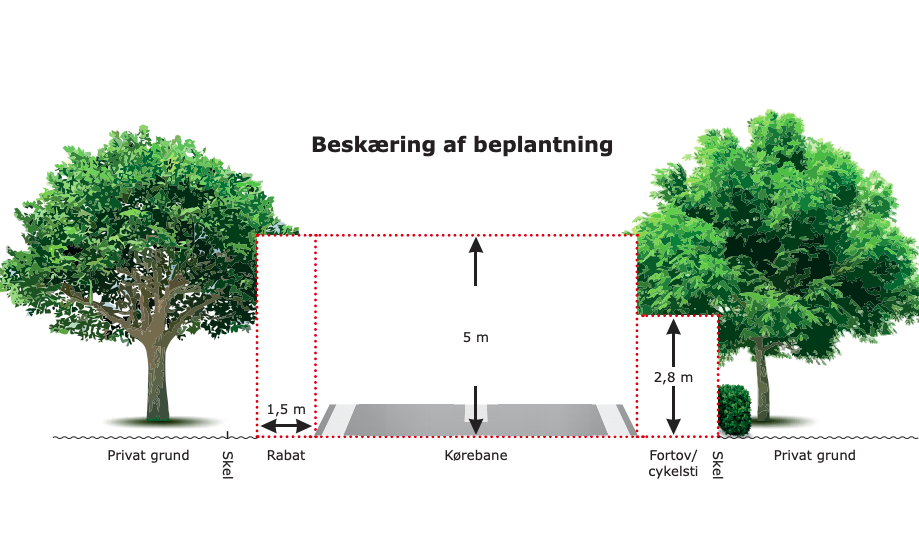 Beskæring af beplantning
5 m
2,8 m
1,5 m
Privat grund
Skel
Rabat
Kørebane
Fortov/
cykelsti
Skel
Privat grund